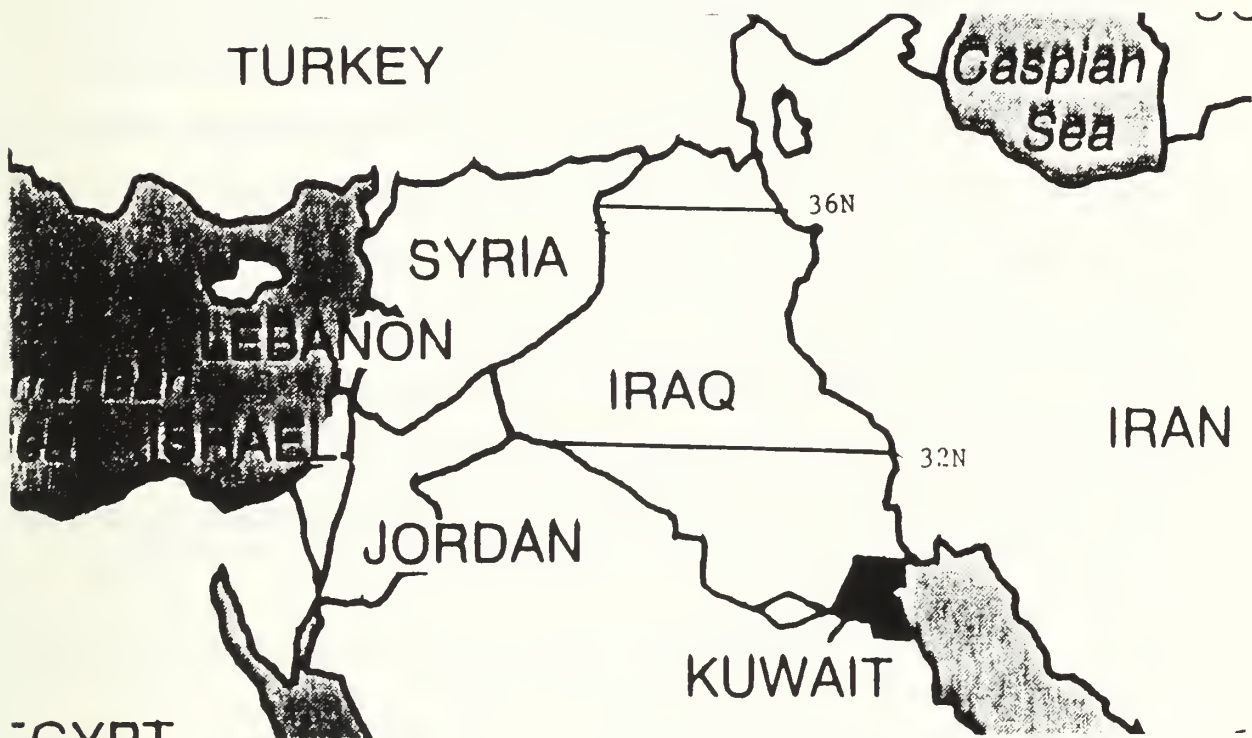 TURKEY
Caspian
Sea
36N
SYRIA
LEBANON
IRAQ
ISRAEL
IRAN
32N
JORDAN
KUWAIT